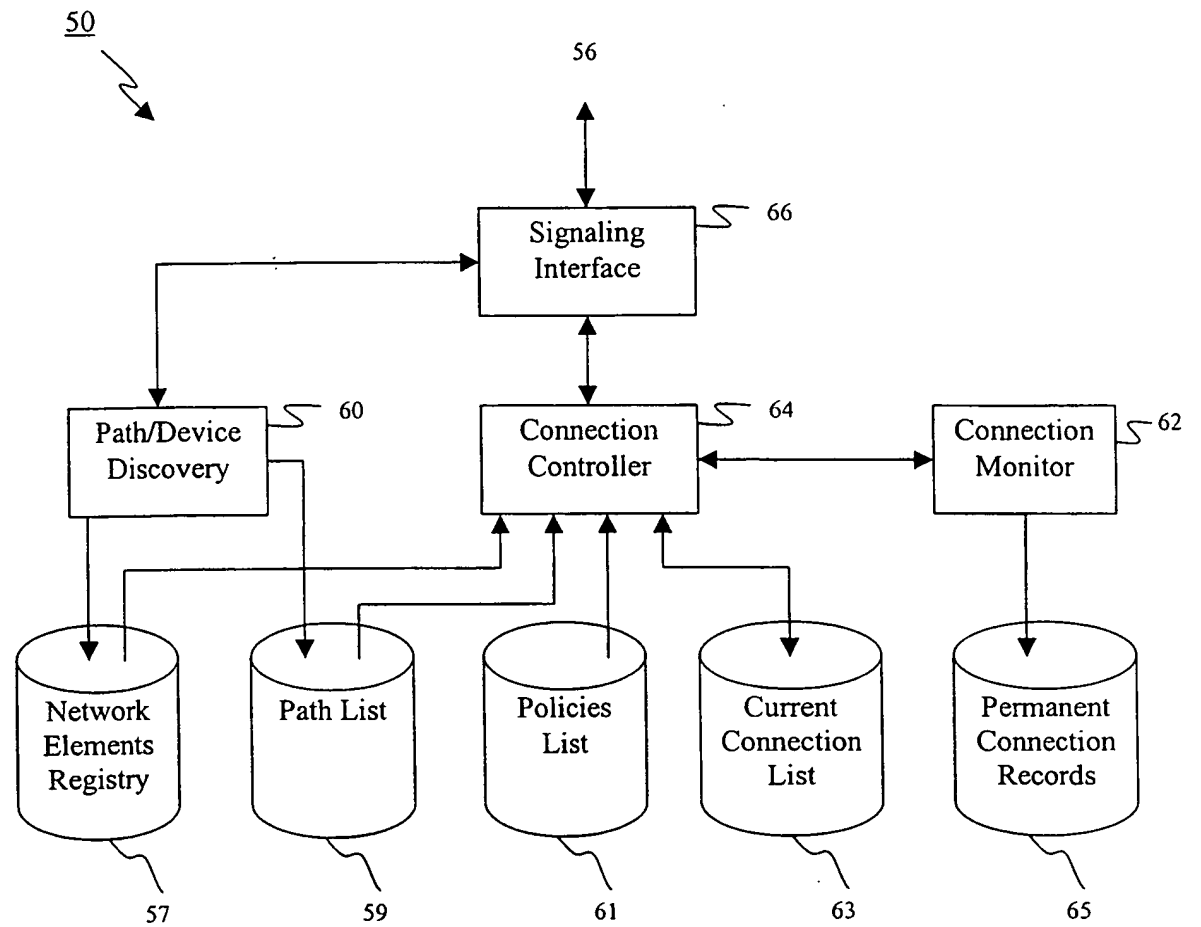 50
56
Signaling
Interface
66
Path/Device
Discovery
60
Connection
Controller
64
Connection
Monitor
62
Network
Elements
Registry
Path List
Policies
List
Current
Connection
List
Permanent
Connection
Records
57
59
61
63
65